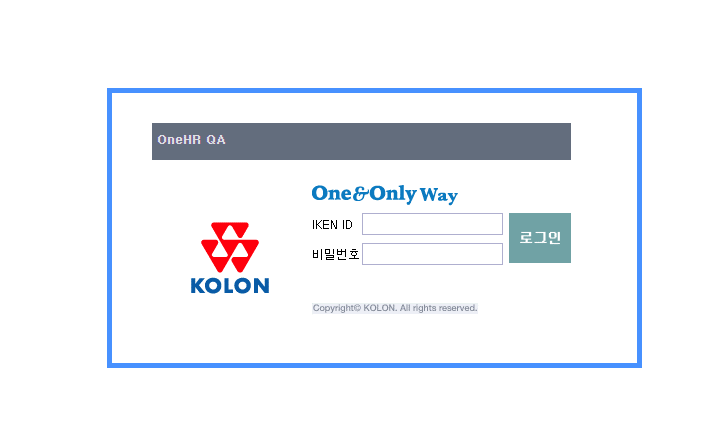 OneHR QA
One&Only Way
IKEN ID
비밀번호
로그인
KOLON
Copyright© KOLON. All rights reserved.